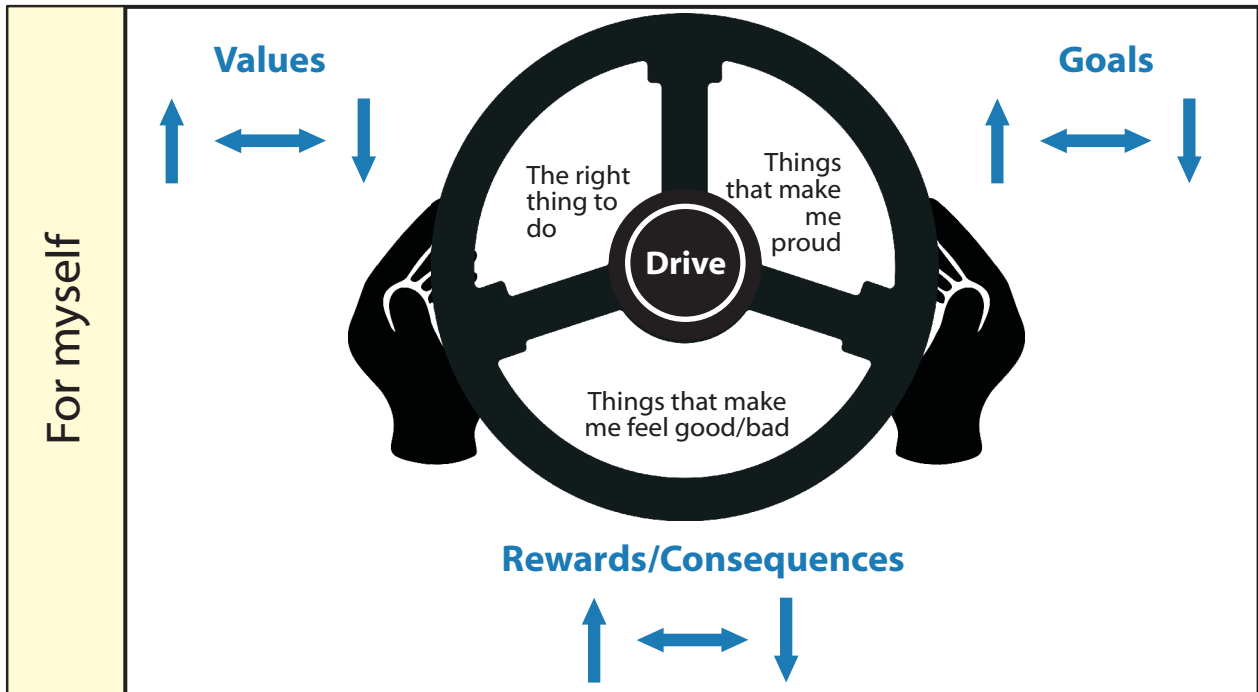 For myself
Values
Goals
The right
thing to
do
Things
that make
me
proud
Drive
Things that make
me feel good/bad
Rewards/Consequences